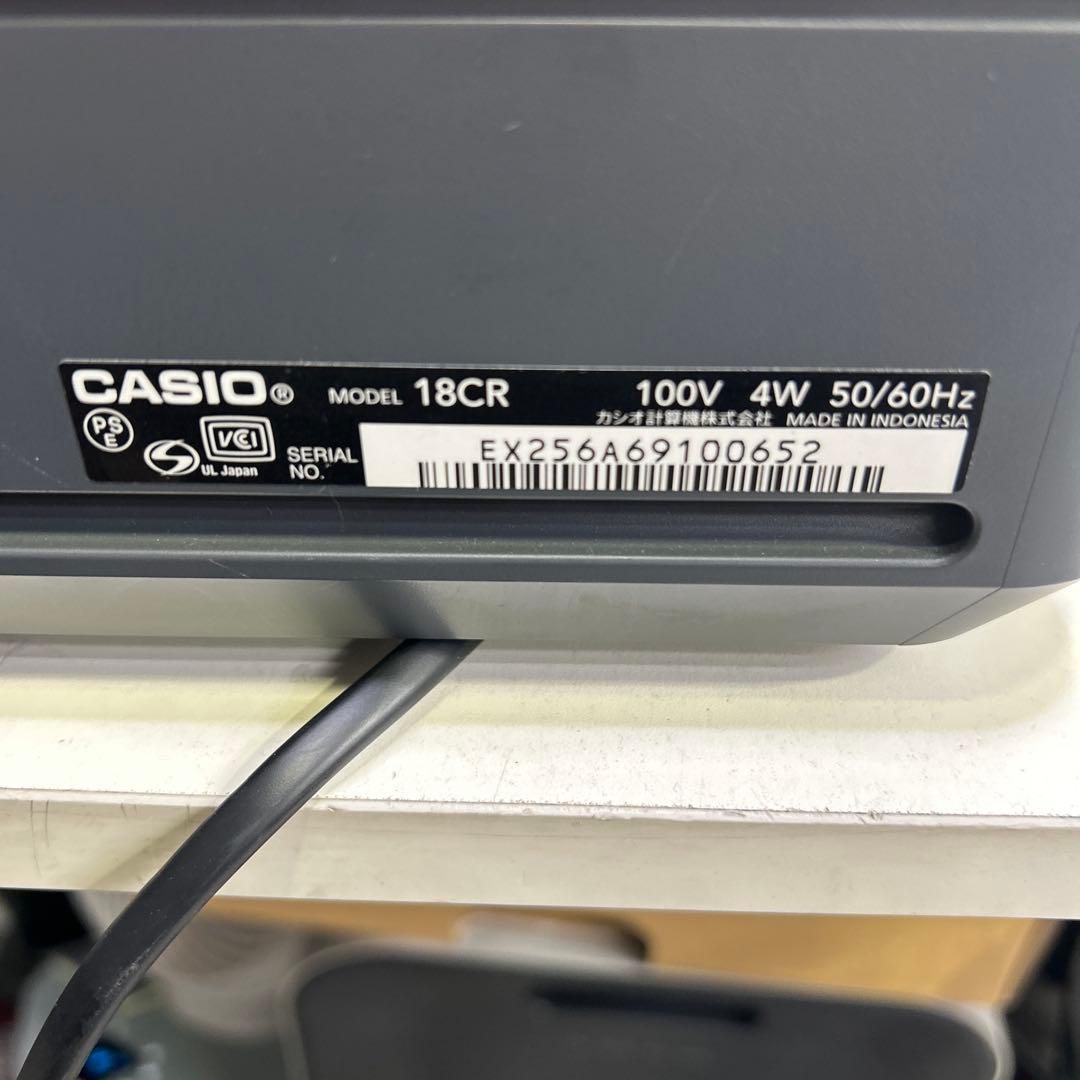 CASIO® MODEL 18CR 100V 4W 50/60Hz
カシオ計算機株式会社 MADE IN INDONESIA
PS E
VCI
S UL Japan
SERIAL NO. EX256A69100652